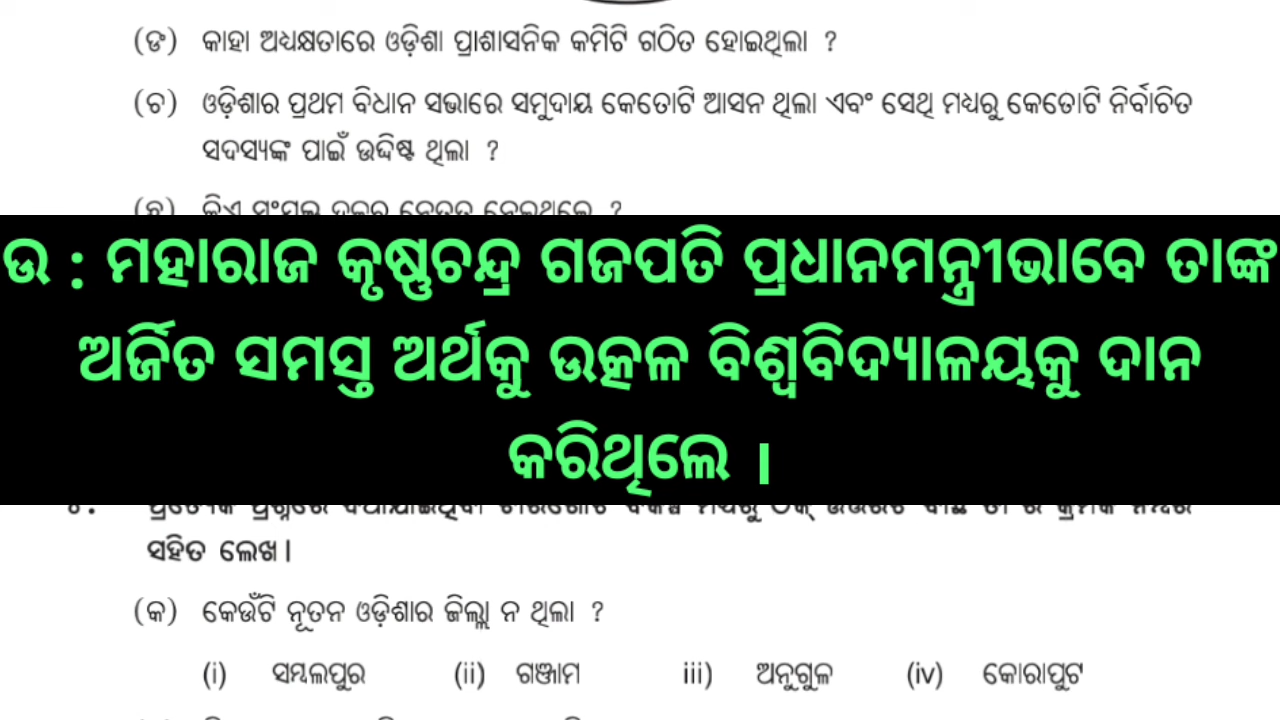 (ଙ) କାହା ଅଧ୍ୟକ୍ଷତାରେ ଓଡ଼ିଶା ପ୍ରାଶାସନିକ କମିଟି ଗଠିତ ହୋଇଥିଲା ?
(ଚ) ଓଡ଼ିଶାର ପ୍ରଥମ ବିଧାନ ସଭାରେ ସମୁଦାୟ କେତୋଟି ଆସନ ଥିଲା ଏବଂ ସେଥି ମଧ୍ୟରୁ କେତୋଟି ନିର୍ବାଚିତ
ସଦସ୍ୟଙ୍କ ପାଇଁ ଉଦ୍ଦିଷ୍ଟ ଥିଲା ?
(ଛ) କିଏ ସଂଯୁକ୍ତ ଦଳର ନେତୃତ୍ୱ ନେଇଥିଲେ ?
ଉ : ମହାରାଜ କୃଷ୍ଣଚନ୍ଦ୍ର ଗଜପତି ପ୍ରଧାନମନ୍ତ୍ରୀଭାବେ ତାଙ୍କ
ଅର୍ଜିତ ସମସ୍ତ ଅର୍ଥକୁ ଉତ୍କଳ ବିଶ୍ୱବିଦ୍ୟାଳୟକୁ ଦାନ
କରିଥିଲେ ।
ସହିତ ଲେଖ।
(କ) କେଉଁଟି ନୂତନ ଓଡ଼ିଶାର ଜିଲ୍ଲା ନ ଥିଲା ?
(i) ସମ୍ବଲପୁର (ii) ଗଞ୍ଜାମ iii) ଅନୁଗୁଳ (iv) କୋରାପୁଟ